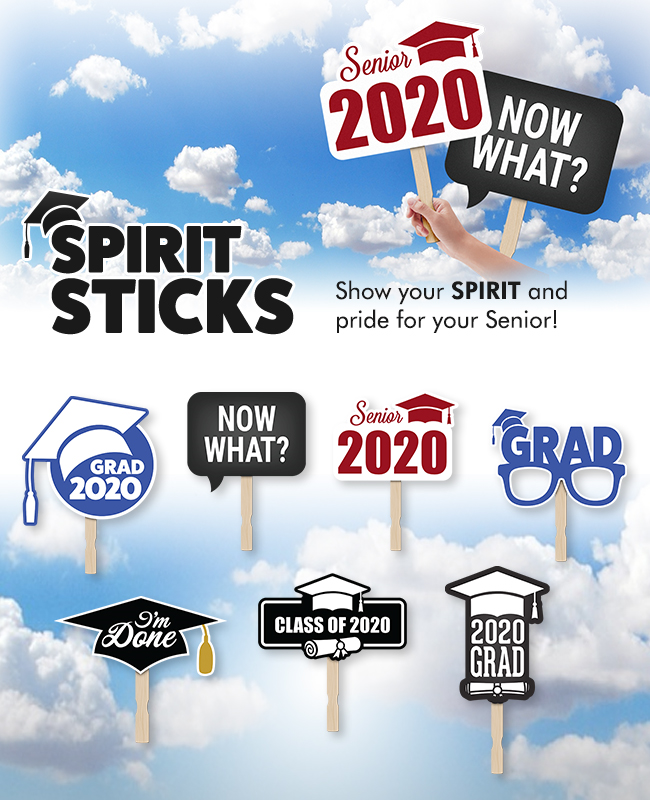 Senior
2020
NOW
WHAT?
SPIRIT
STICKS
Show your SPIRIT and
pride for your Senior!
GRAD
2020
NOW
WHAT?
Senior
2020
GRAD
I'm
Done
CLASS OF 2020
2020
GRAD